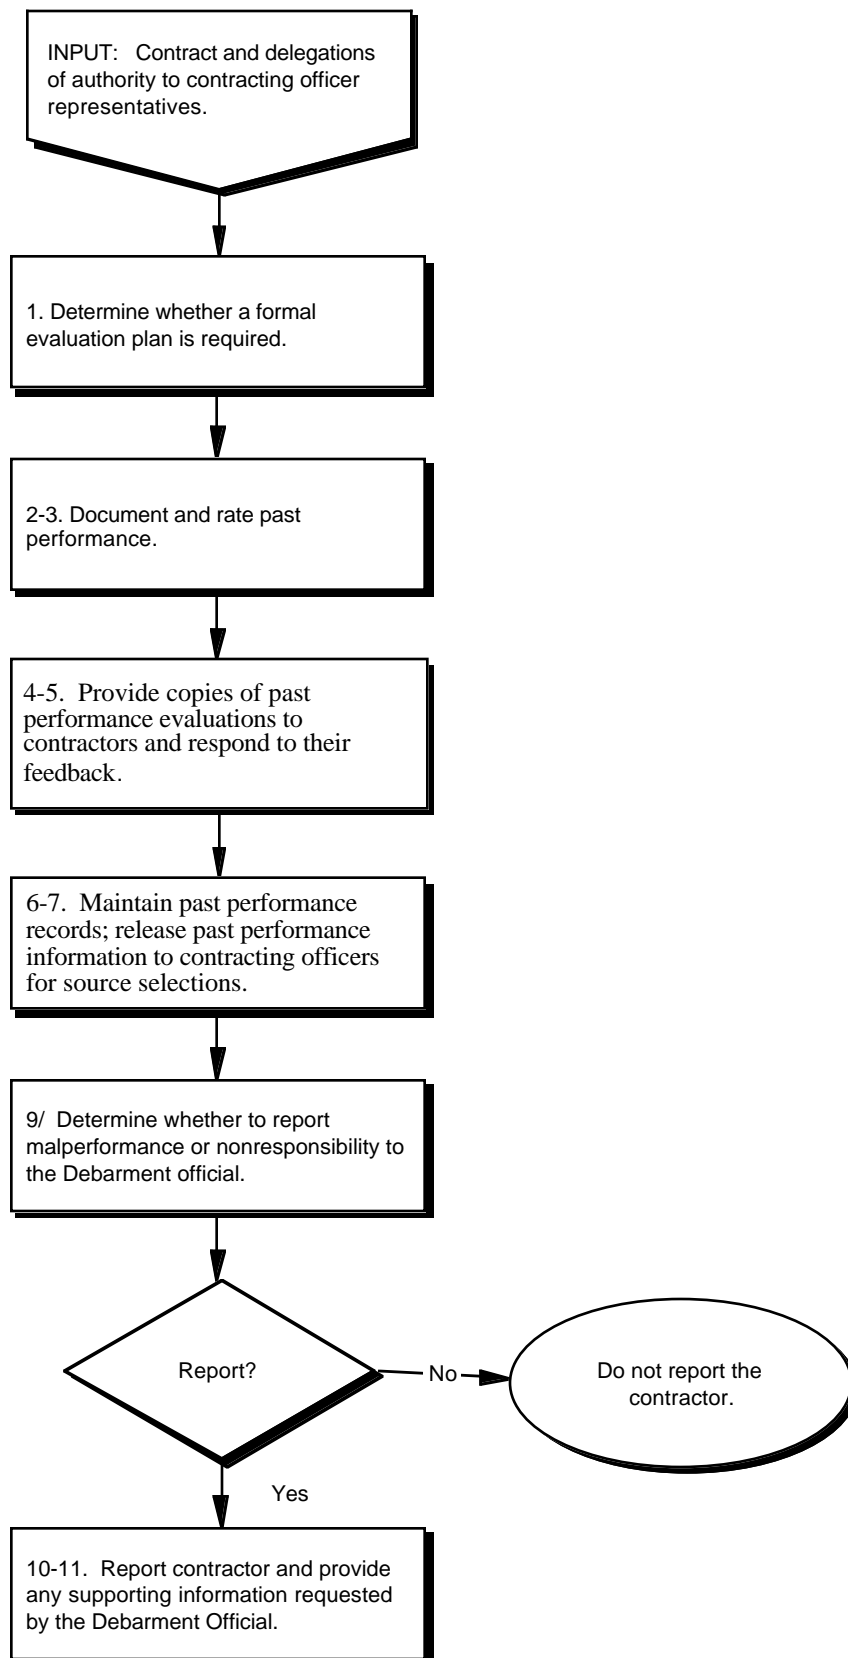 INPUT:   Contract and delegations
of authority to contracting officer
representatives.
1. Determine whether a formal
evaluation plan is required.
2-3. Document and rate past
performance.
4-5.  Provide copies of past
performance evaluations to
contractors and respond to their
feedback.
6-7.  Maintain past performance
records; release past performance
information to contracting officers
for source selections.
9/  Determine whether to report
malperformance or nonresponsibility to
the Debarment official.
Report?
No
Do not report the
contractor.
Yes
10-11.  Report contractor and provide
any supporting information requested
by the Debarment Official.